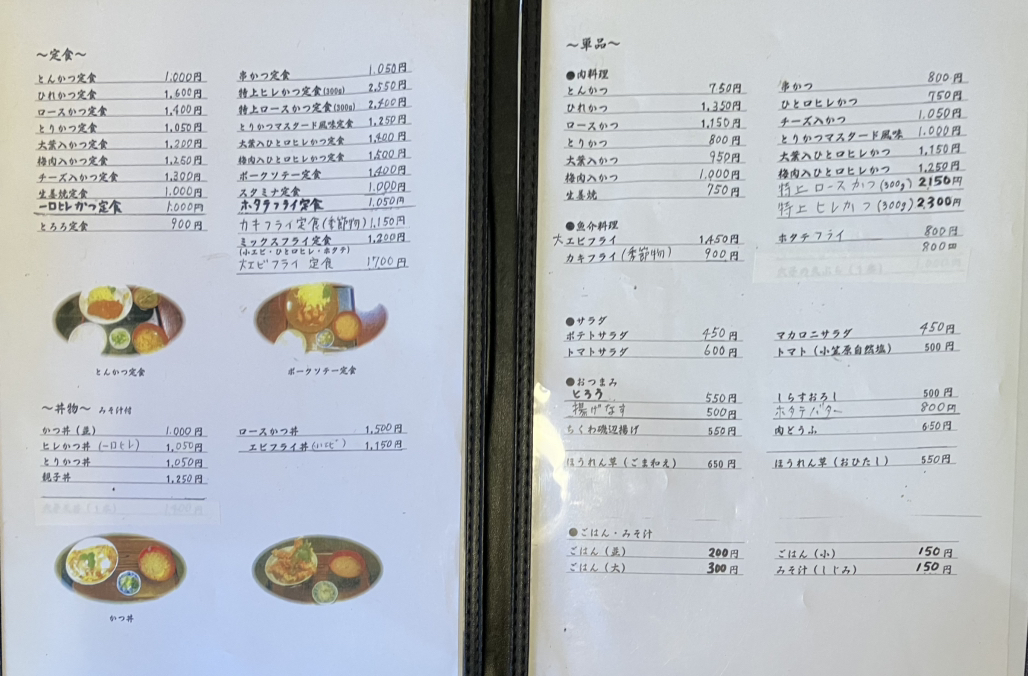 ～定食～
とんかつ定食 1,000円
ひれかつ定食 1,600円
ロースかつ定食 1,400円
とりかつ定食 1,050円
大葉入かつ定食 1,200円
梅肉入かつ定食 1,250円
チーズ入かつ定食 1,300円
生姜焼定食 1,000円
一口ヒレかつ定食 1,000円
とろろ定食 900円
串かつ定食 1,050円
特上ヒレかつ定食(300g) 2,550円
特上ロースかつ定食(300g) 2,400円
とりかつマスタード風味定食 1,250円
大葉入ひと口ヒレかつ定食 1,400円
梅肉入ひと口ヒレかつ定食 1,500円
ポークソテー定食 1,400円
スタミナ定食 1,000円
ホタテフライ定食 1,050円
カキフライ定食(季節物) 1,150円
ミックスフライ定食 1,200円
(小エビ・ひと口ヒレ・ホタテ)
大エビフライ 定食 1700円
とんかつ定食
ポークソテー定食
～丼物～ みそ汁付
かつ丼（並） 1,000円
ヒレかつ丼(一口ヒレ) 1,050円
とりかつ丼 1,050円
親子丼 1,250円
ロースかつ丼 1,500円
エビフライ丼(小エビ) 1,150円
かつ丼
～単品～
●肉料理
とんかつ 750円
ひれかつ 1,350円
ロースかつ 1,150円
とりかつ 800円
大葉入かつ 950円
梅肉入かつ 1,000円
生姜焼 750円
串かつ 800円
ひと口ヒレかつ 750円
チーズ入かつ 1,050円
とりかつマスタード風味 1,000円
大葉入ひと口ヒレかつ 1,150円
梅肉入ひと口ヒレかつ 1,250円
特上ロースかつ(300g) 2150円
特上ヒレかつ(300g) 2300円
●魚介料理
大エビフライ 1,450円
カキフライ(季節物) 900円
ホタテフライ 800円
800円
●サラダ
ポテトサラダ 450円
トマトサラダ 600円
マカロニサラダ 450円
トマト（小笠原自然塩） 500円
●おつまみ
とろろ 550円
揚げなす 500円
ちくわ磯辺揚げ 550円
ほうれん草（ごま和え） 650円
しらすおろし 500円
ホタテバター 800円
肉どうふ 650円
ほうれん草（おひたし） 550円
●ごはん・みそ汁
ごはん（並） 200円
ごはん（大） 300円
ごはん（小） 150円
みそ汁（しじみ） 150円